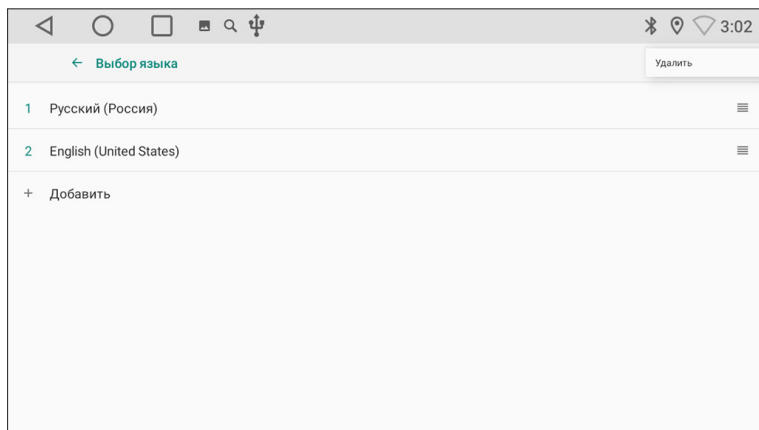 3:02
Выбор языка
Удалить
1 Русский (Россия)
2 English (United States)
+ Добавить